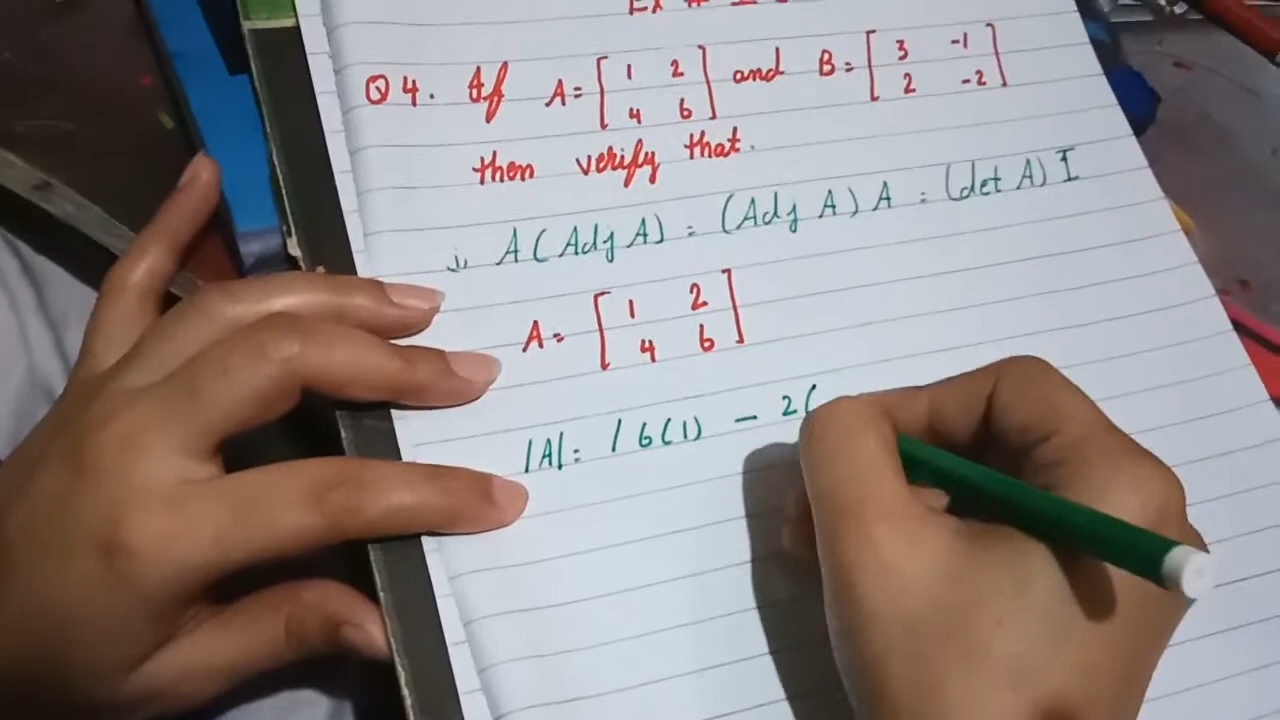 Q4. If A = [ 1 2 ] and B = [ 3 -1 ]
[ 4 6 ] [ 2 -2 ]
then verify that.
i, A (Adj A) = (Adj A) A = (det A) I
A = [ 1 2 ]
[ 4 6 ]
|A| = | 6(1) - 2(